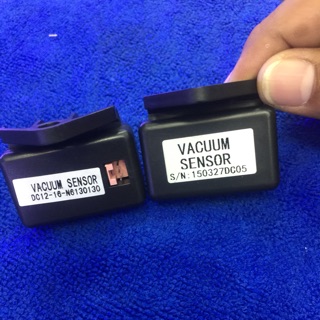 VACUUM SENSOR
DC12-16-N6130130
VACUUM
SENSOR
S/N:150327DC05